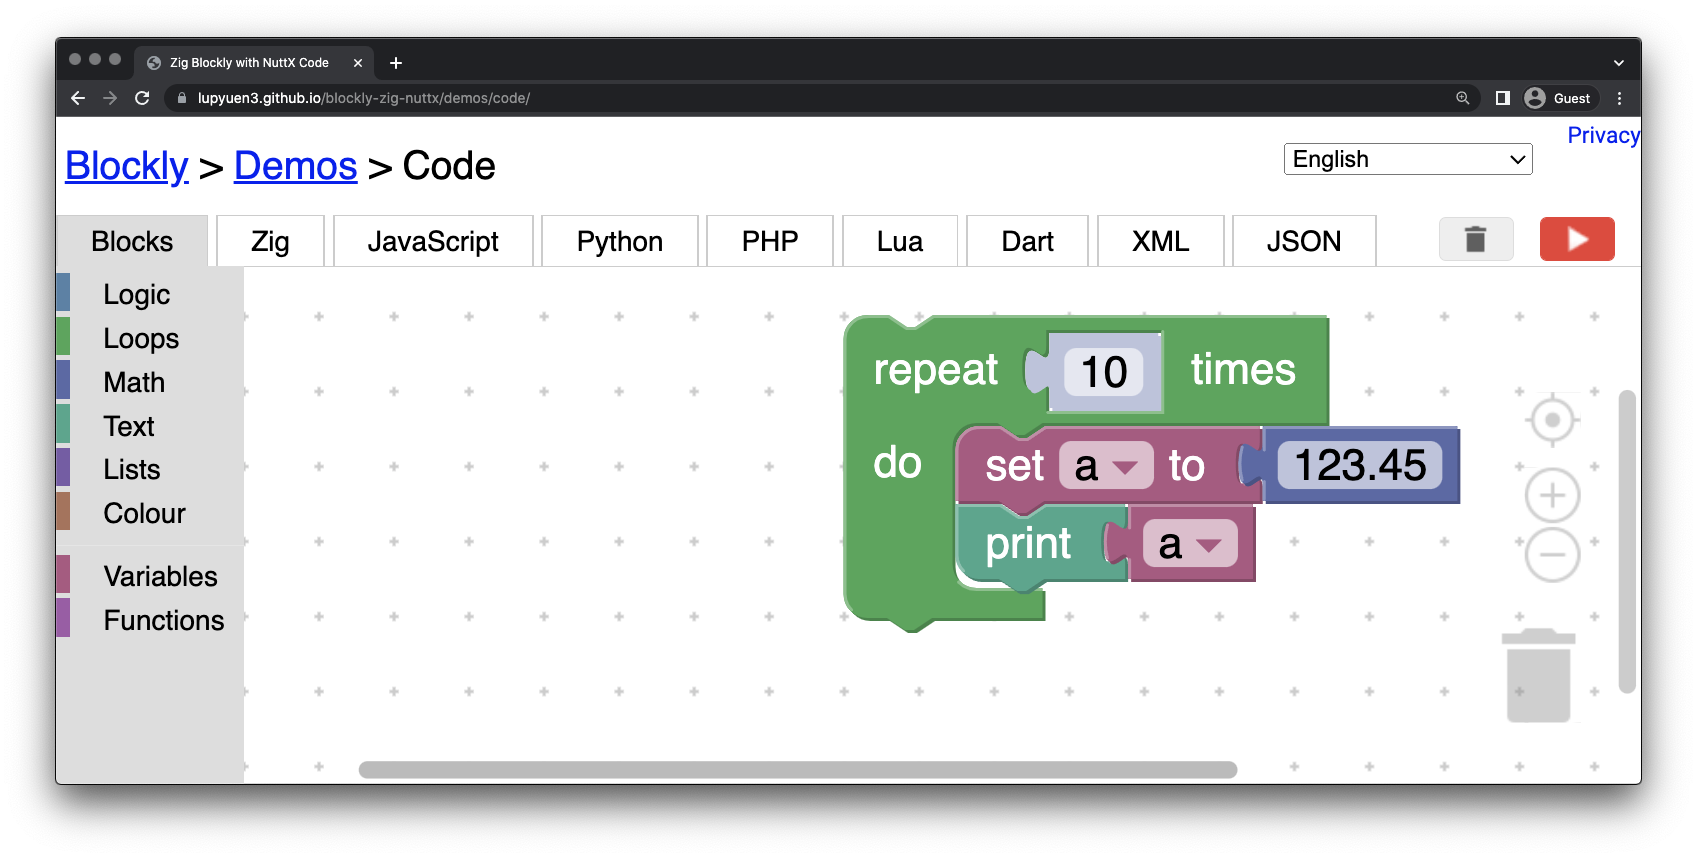 Zig Blockly with NuttX Code
lupyuen3.github.io/blockly-zig-nuttx/demos/code/
Guest
Privacy
Blockly > Demos > Code
English
Blocks
Zig
JavaScript
Python
PHP
Lua
Dart
XML
JSON
Logic
Loops
Math
Text
Lists
Colour
Variables
Functions
repeat 10 times
do set a to 123.45
print a